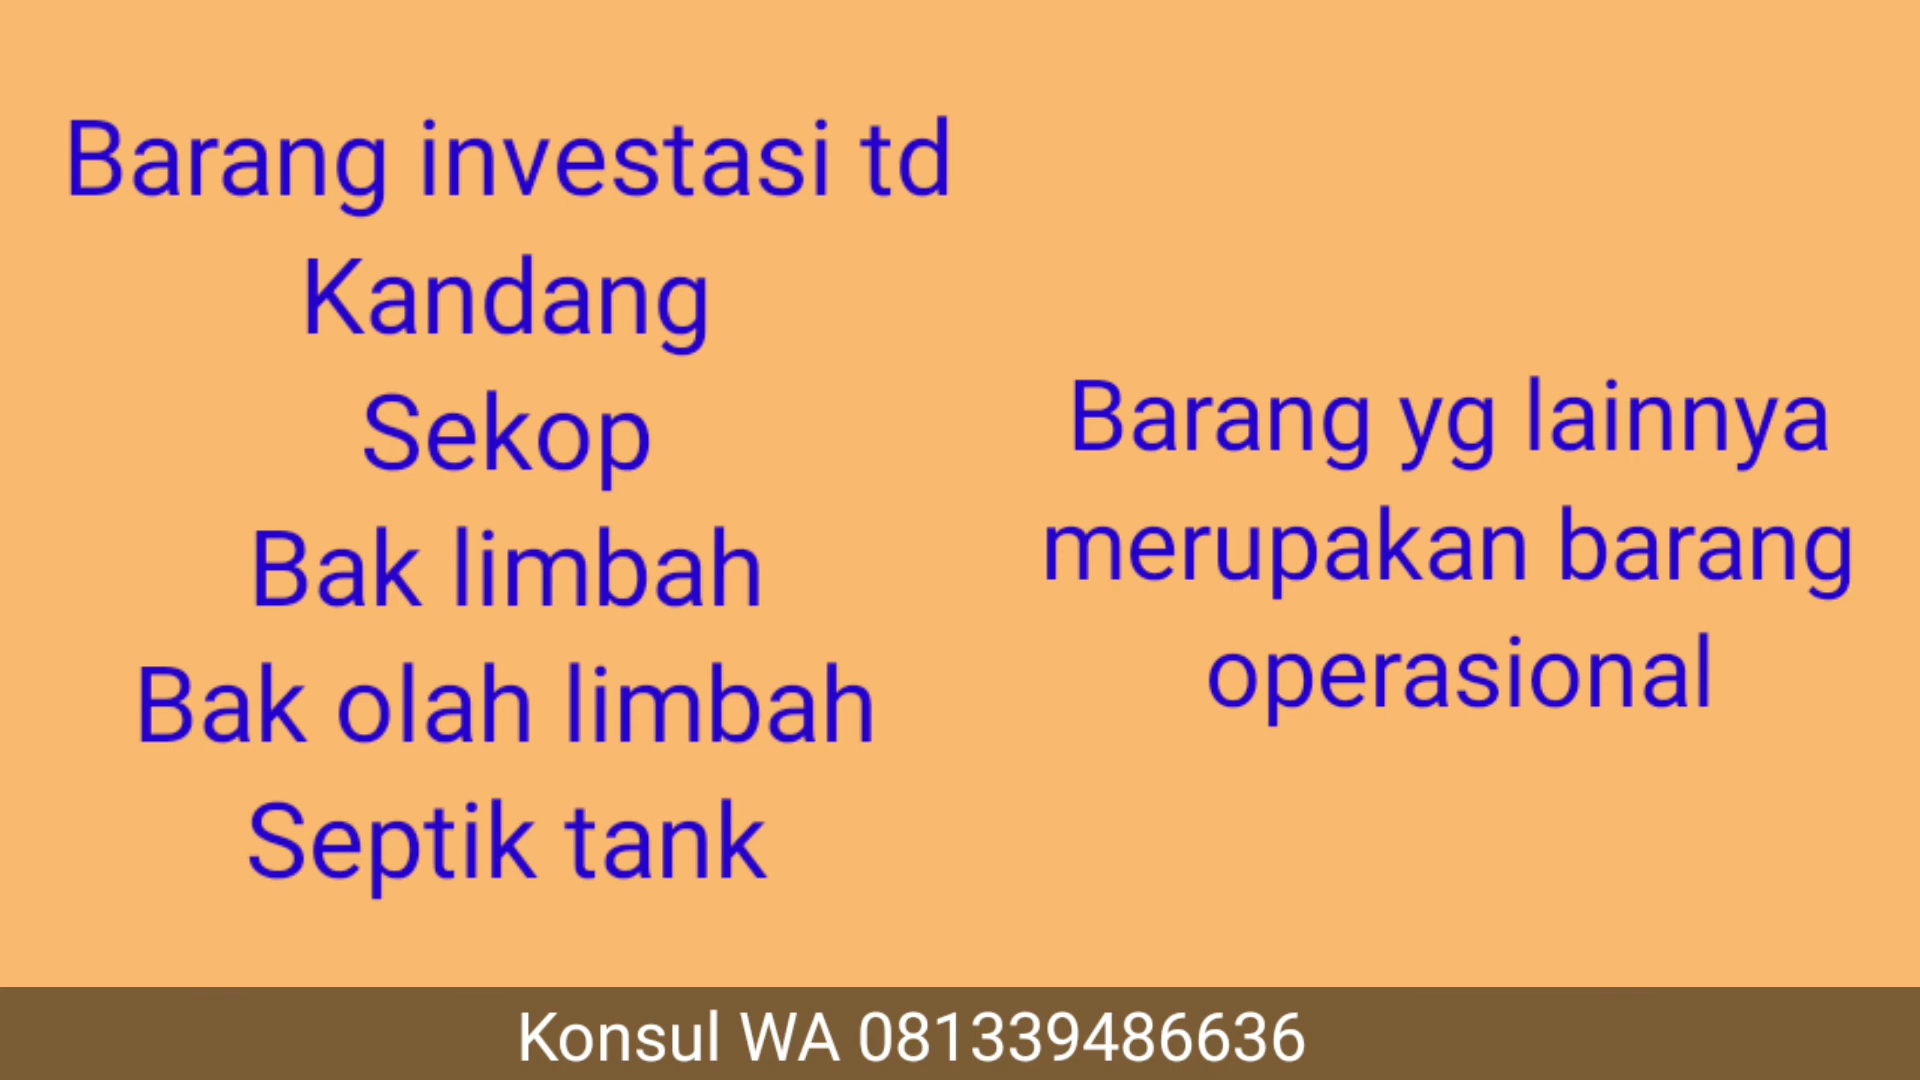 Barang investasi td
Kandang
Sekop
Bak limbah
Bak olah limbah
Septik tank
Barang yg lainnya
merupakan barang
operasional
Konsul WA 081339486636